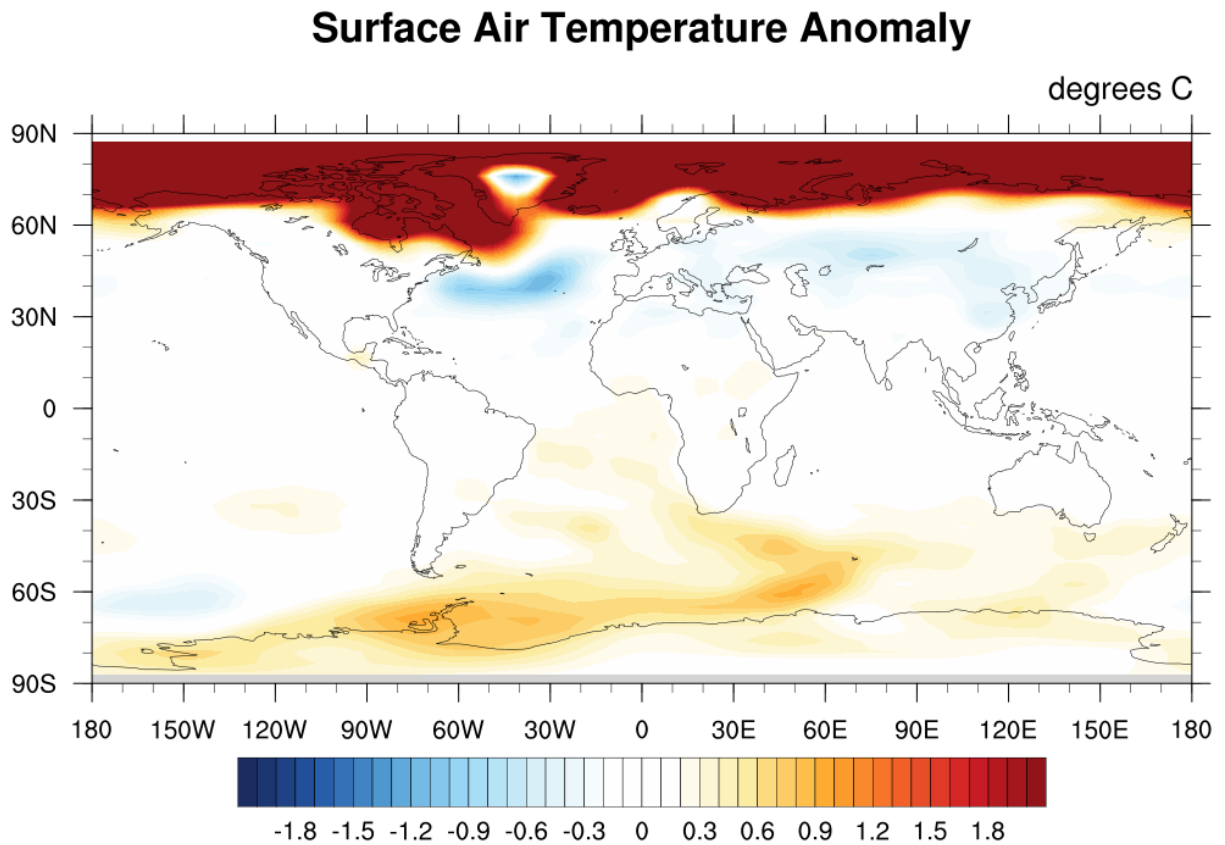 Surface Air Temperature Anomaly
degrees C
90N
60N
30N
0
30S
60S
90S
180 150W 120W 90W 60W 30W 0 30E 60E 90E 120E 150E 180
-1.8 -1.5 -1.2 -0.9 -0.6 -0.3 0 0.3 0.6 0.9 1.2 1.5 1.8